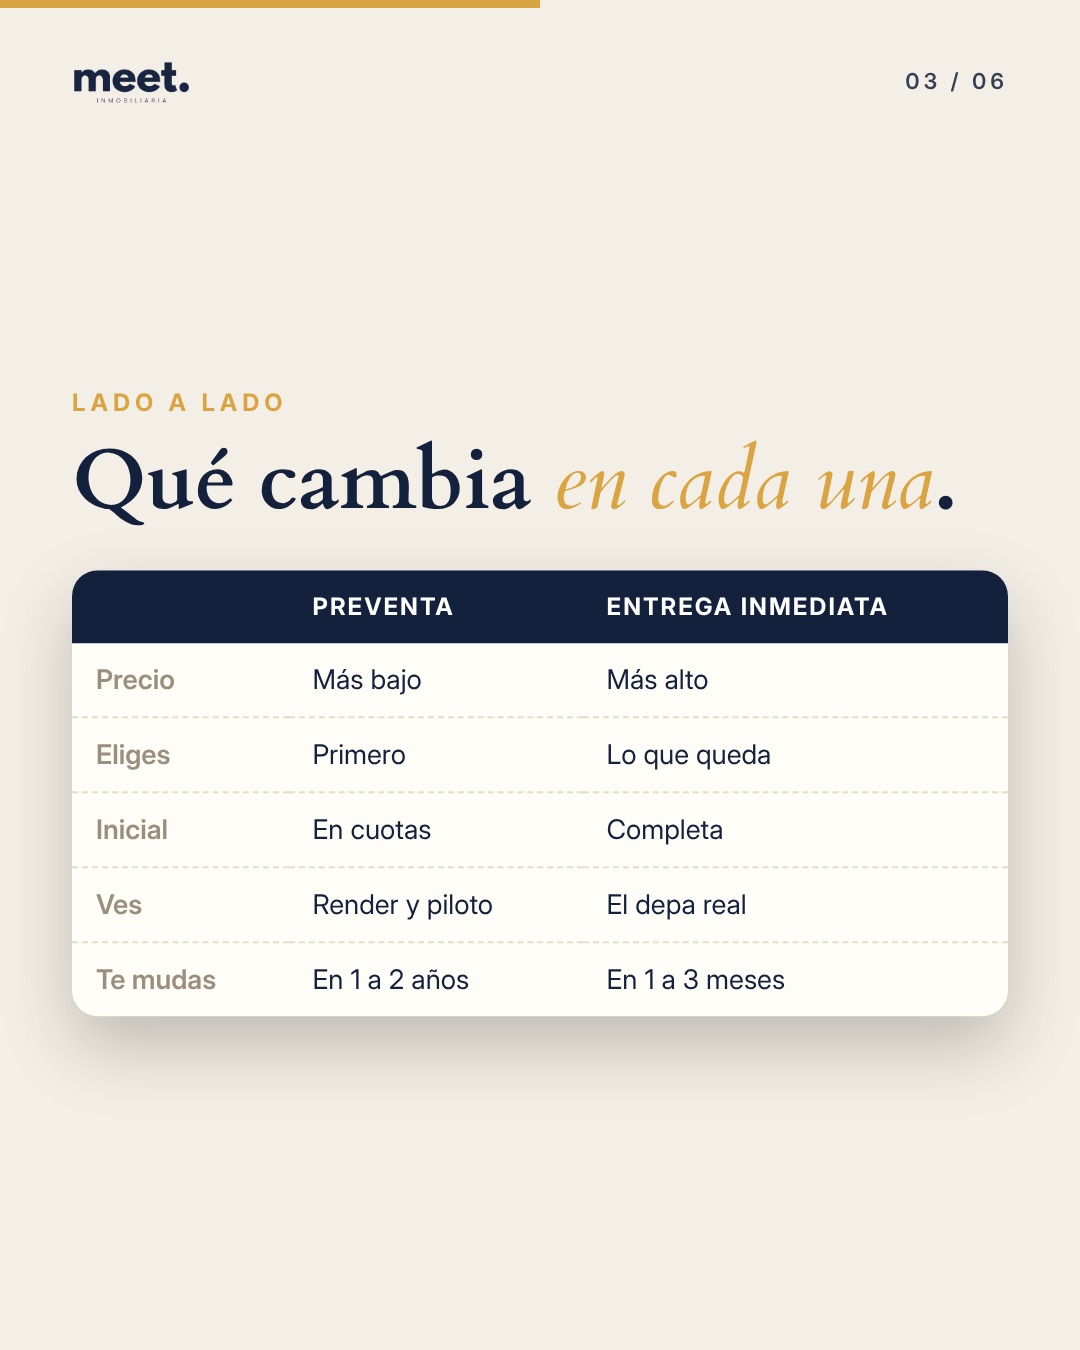 meet.
INMOBILIARIA
03 / 06
LADO A LADO
Qué cambia en cada una.
PREVENTA ENTREGA INMEDIATA
Precio Más bajo Más alto
Eliges Primero Lo que queda
Inicial En cuotas Completa
Ves Render y piloto El depa real
Te mudas En 1 a 2 años En 1 a 3 meses